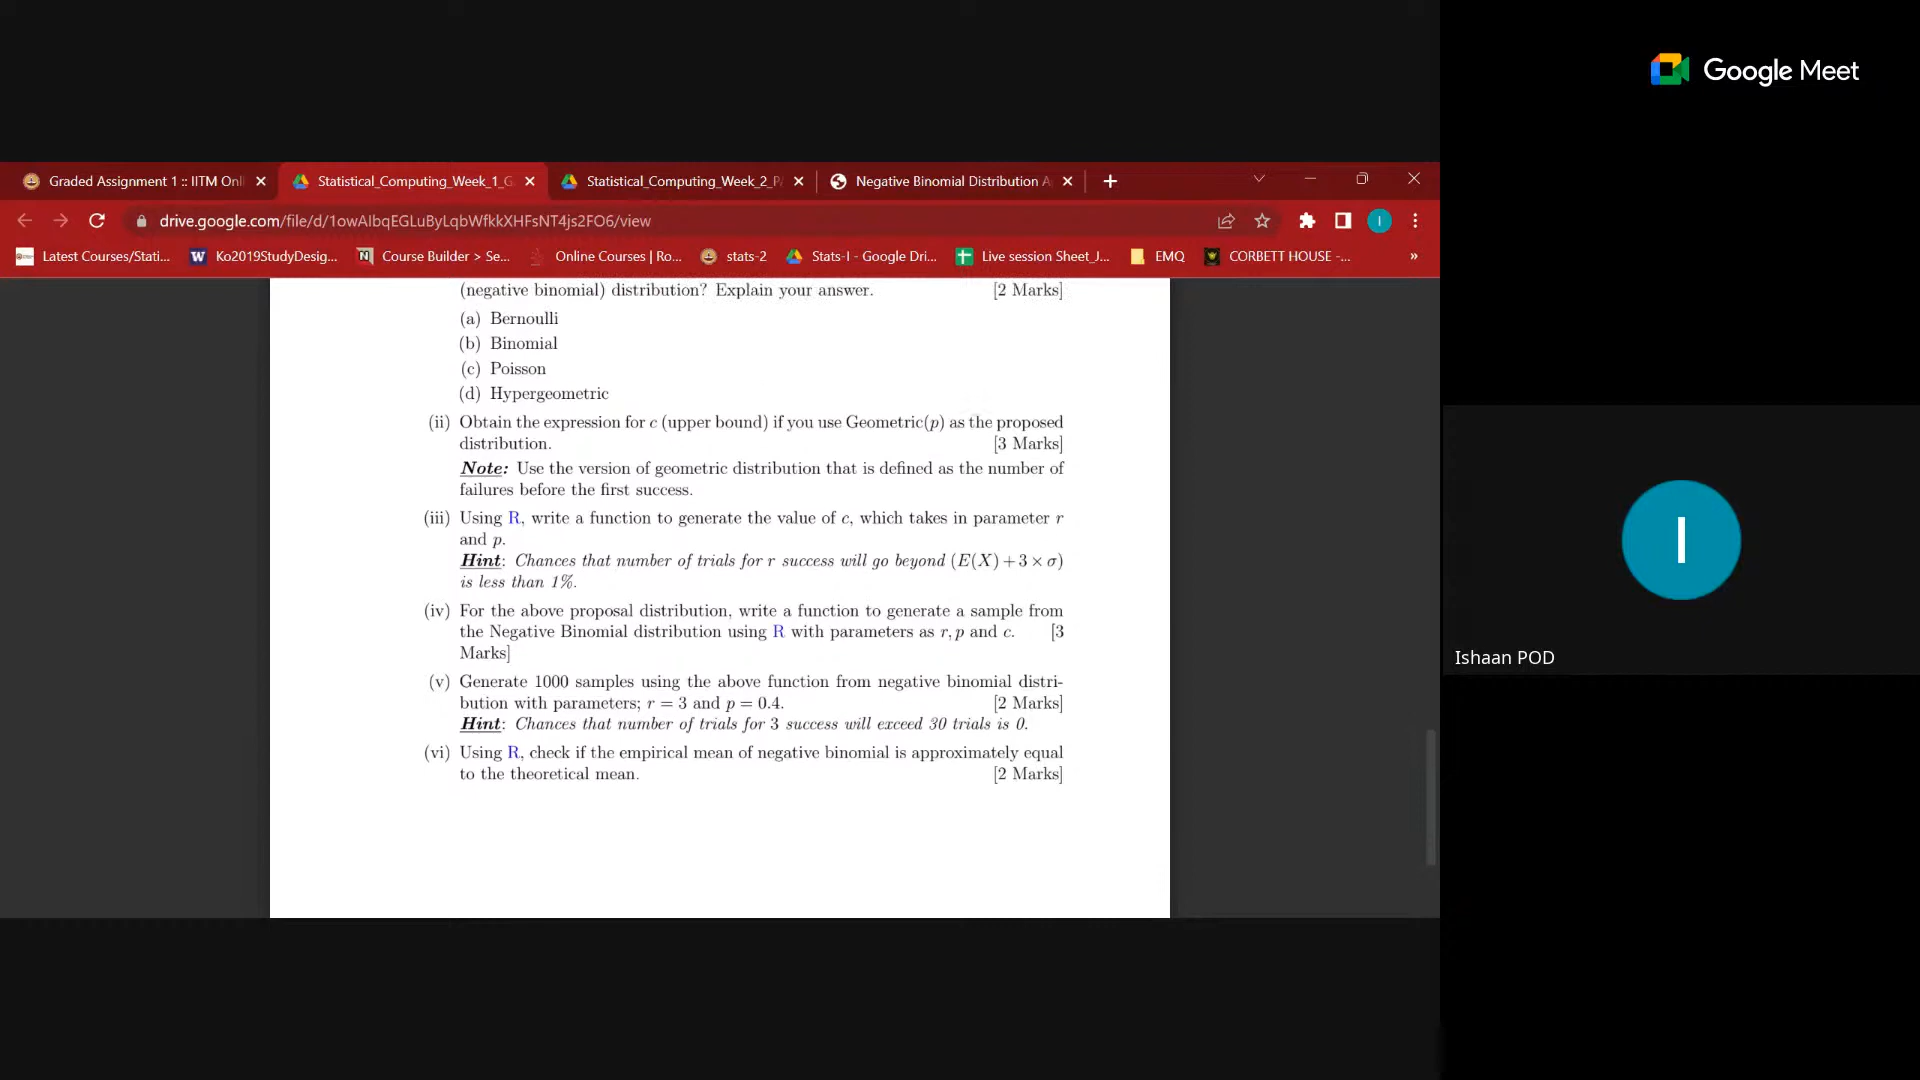 Google Meet
Graded Assignment 1 :: IITM Onl
Statistical_Computing_Week_1_G
Statistical_Computing_Week_2_P
Negative Binomial Distribution A
drive.google.com/file/d/1owAIbqEGLuByLqbWfkkXHFsNT4js2FO6/view
I
Latest Courses/Stati...
W Ko2019StudyDesig...
Course Builder > Se...
Online Courses | Ro...
stats-2
Stats-I - Google Dri...
Live session Sheet_J...
EMQ
CORBETT HOUSE -...
»
(negative binomial) distribution? Explain your answer. [2 Marks]
(a) Bernoulli
(b) Binomial
(c) Poisson
(d) Hypergeometric
(ii) Obtain the expression for c (upper bound) if you use Geometric(p) as the proposed
distribution. [3 Marks]
Note: Use the version of geometric distribution that is defined as the number of
failures before the first success.
(iii) Using R, write a function to generate the value of c, which takes in parameter r
and p.
Hint: Chances that number of trials for r success will go beyond (E(X) + 3 × σ)
is less than 1%.
(iv) For the above proposal distribution, write a function to generate a sample from
the Negative Binomial distribution using R with parameters as r, p and c. [3
Marks]
(v) Generate 1000 samples using the above function from negative binomial distri-
bution with parameters; r = 3 and p = 0.4. [2 Marks]
Hint: Chances that number of trials for 3 success will exceed 30 trials is 0.
(vi) Using R, check if the empirical mean of negative binomial is approximately equal
to the theoretical mean. [2 Marks]
I
Ishaan POD